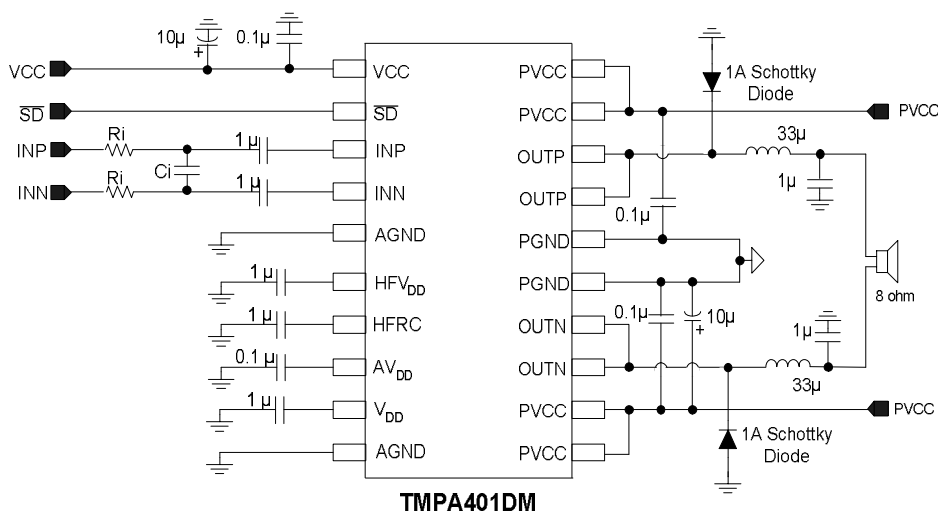 10µ
0.1µ
VCC
VCC
PVCC
1A Schottky
Diode
SD
SD
PVCC
PVCC
INP
Ri
1 µ
INP
OUTP
33µ
Ci
1µ
INN
Ri
1 µ
INN
OUTP
0.1µ
AGND
PGND
1 µ
HFVDD
PGND
8 ohm
1 µ
HFRC
0.1µ
10µ
+
OUTN
1µ
0.1 µ
AVDD
OUTN
33µ
1µ
VDD
PVCC
PVCC
1A Schottky
Diode
AGND
PVCC
+
TMPA401DM